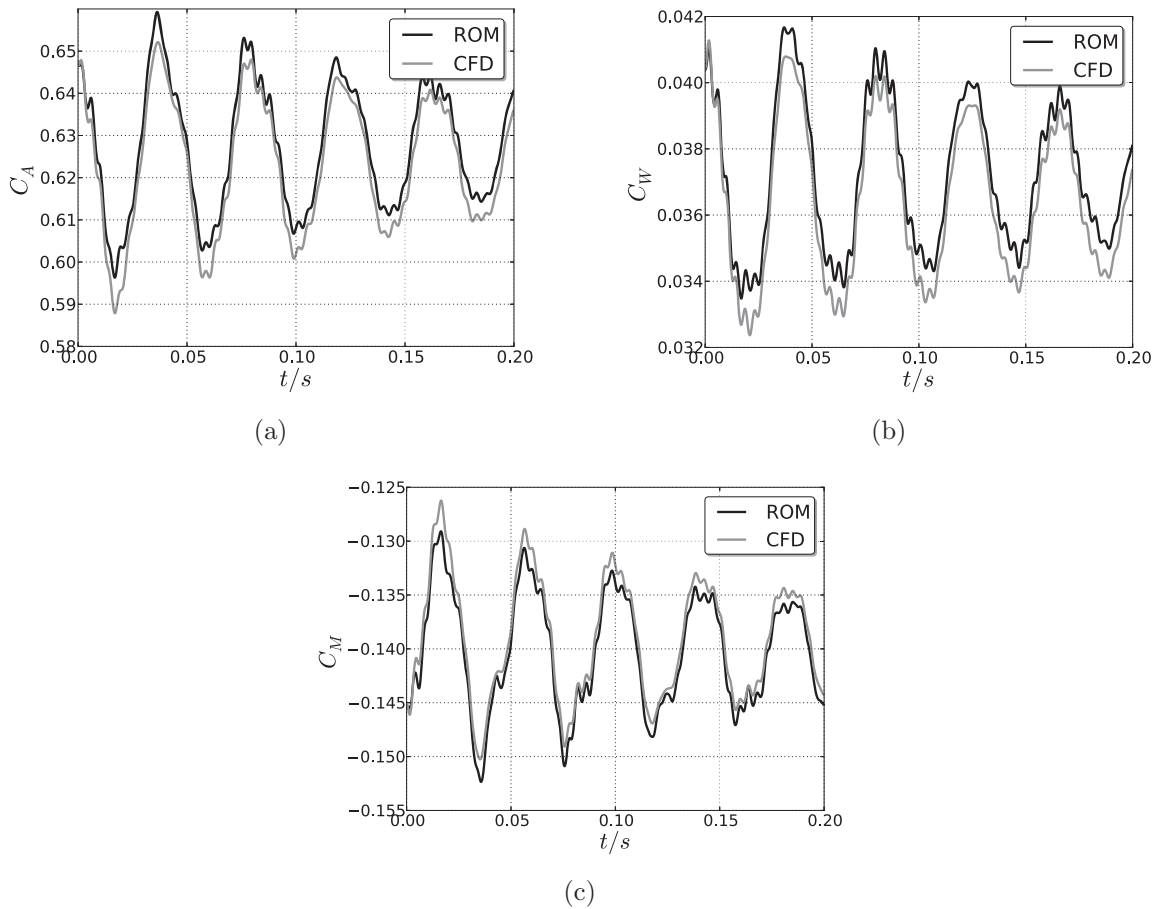 0.65
0.64
0.63
0.62
0.61
0.60
0.59
0.58
C_A
0.00 0.05 0.10 0.15 0.20
t/s
ROM
CFD
(a)
0.042
0.040
0.038
0.036
0.034
0.032
C_W
0.00 0.05 0.10 0.15 0.20
t/s
ROM
CFD
(b)
−0.125
−0.130
−0.135
−0.140
−0.145
−0.150
−0.155
C_M
0.00 0.05 0.10 0.15 0.20
t/s
ROM
CFD
(c)